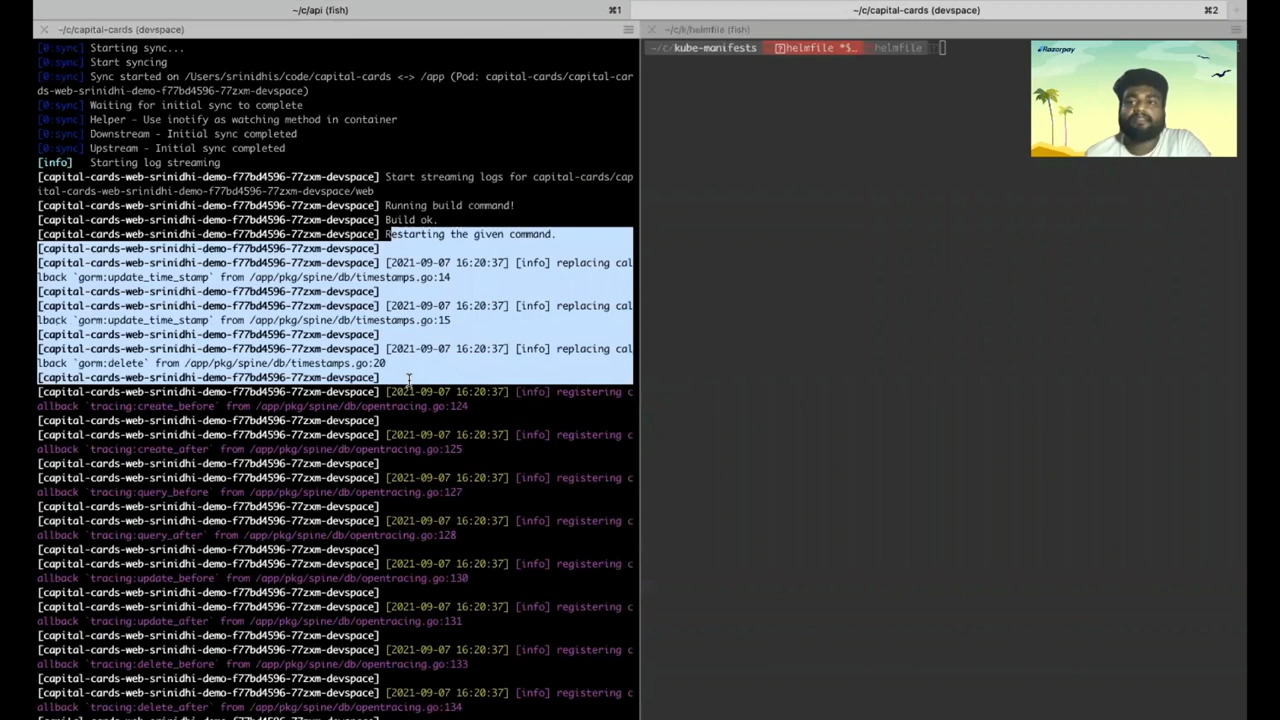 ~/c/api (fish)
⌘1
~/c/capital-cards (devspace)
⌘2
+
~/c/capital-cards (devspace)
~/c/k/helmfile (fish)
[0:sync] Starting sync...
[0:sync] Start syncing
[0:sync] Sync started on /Users/srinidhis/code/capital-cards <-> /app (Pod: capital-cards/capital-car
ds-web-srinidhi-demo-f77bd4596-77zxm-devspace)
[0:sync] Waiting for initial sync to complete
[0:sync] Helper - Use inotify as watching method in container
[0:sync] Downstream - Initial sync completed
[0:sync] Upstream - Initial sync completed
[info] Starting log streaming
[capital-cards-web-srinidhi-demo-f77bd4596-77zxm-devspace] Start streaming logs for capital-cards/cap
ital-cards-web-srinidhi-demo-f77bd4596-77zxm-devspace/web
[capital-cards-web-srinidhi-demo-f77bd4596-77zxm-devspace] Running build command!
[capital-cards-web-srinidhi-demo-f77bd4596-77zxm-devspace] Build ok.
[capital-cards-web-srinidhi-demo-f77bd4596-77zxm-devspace] Restarting the given command.
[capital-cards-web-srinidhi-demo-f77bd4596-77zxm-devspace]
[capital-cards-web-srinidhi-demo-f77bd4596-77zxm-devspace] [2021-09-07 16:20:37] [info] replacing cal
lback `gorm:update_time_stamp` from /app/pkg/spine/db/timestamps.go:14
[capital-cards-web-srinidhi-demo-f77bd4596-77zxm-devspace]
[capital-cards-web-srinidhi-demo-f77bd4596-77zxm-devspace] [2021-09-07 16:20:37] [info] replacing cal
lback `gorm:update_time_stamp` from /app/pkg/spine/db/timestamps.go:15
[capital-cards-web-srinidhi-demo-f77bd4596-77zxm-devspace]
[capital-cards-web-srinidhi-demo-f77bd4596-77zxm-devspace] [2021-09-07 16:20:37] [info] replacing cal
lback `gorm:delete` from /app/pkg/spine/db/timestamps.go:20
[capital-cards-web-srinidhi-demo-f77bd4596-77zxm-devspace]
[capital-cards-web-srinidhi-demo-f77bd4596-77zxm-devspace] [2021-09-07 16:20:37] [info] registering c
allback `tracing:create_before` from /app/pkg/spine/db/opentracing.go:124
[capital-cards-web-srinidhi-demo-f77bd4596-77zxm-devspace]
[capital-cards-web-srinidhi-demo-f77bd4596-77zxm-devspace] [2021-09-07 16:20:37] [info] registering c
allback `tracing:create_after` from /app/pkg/spine/db/opentracing.go:125
[capital-cards-web-srinidhi-demo-f77bd4596-77zxm-devspace]
[capital-cards-web-srinidhi-demo-f77bd4596-77zxm-devspace] [2021-09-07 16:20:37] [info] registering c
allback `tracing:query_before` from /app/pkg/spine/db/opentracing.go:127
[capital-cards-web-srinidhi-demo-f77bd4596-77zxm-devspace]
[capital-cards-web-srinidhi-demo-f77bd4596-77zxm-devspace] [2021-09-07 16:20:37] [info] registering c
allback `tracing:query_after` from /app/pkg/spine/db/opentracing.go:128
[capital-cards-web-srinidhi-demo-f77bd4596-77zxm-devspace]
[capital-cards-web-srinidhi-demo-f77bd4596-77zxm-devspace] [2021-09-07 16:20:37] [info] registering c
allback `tracing:update_before` from /app/pkg/spine/db/opentracing.go:130
[capital-cards-web-srinidhi-demo-f77bd4596-77zxm-devspace]
[capital-cards-web-srinidhi-demo-f77bd4596-77zxm-devspace] [2021-09-07 16:20:37] [info] registering c
allback `tracing:update_after` from /app/pkg/spine/db/opentracing.go:131
[capital-cards-web-srinidhi-demo-f77bd4596-77zxm-devspace]
[capital-cards-web-srinidhi-demo-f77bd4596-77zxm-devspace] [2021-09-07 16:20:37] [info] registering c
allback `tracing:delete_before` from /app/pkg/spine/db/opentracing.go:133
[capital-cards-web-srinidhi-demo-f77bd4596-77zxm-devspace]
[capital-cards-web-srinidhi-demo-f77bd4596-77zxm-devspace] [2021-09-07 16:20:37] [info] registering c
allback `tracing:delete_after` from /app/pkg/spine/db/opentracing.go:134
~/c/kube-manifests helmfile *$… helmfile
Razorpay